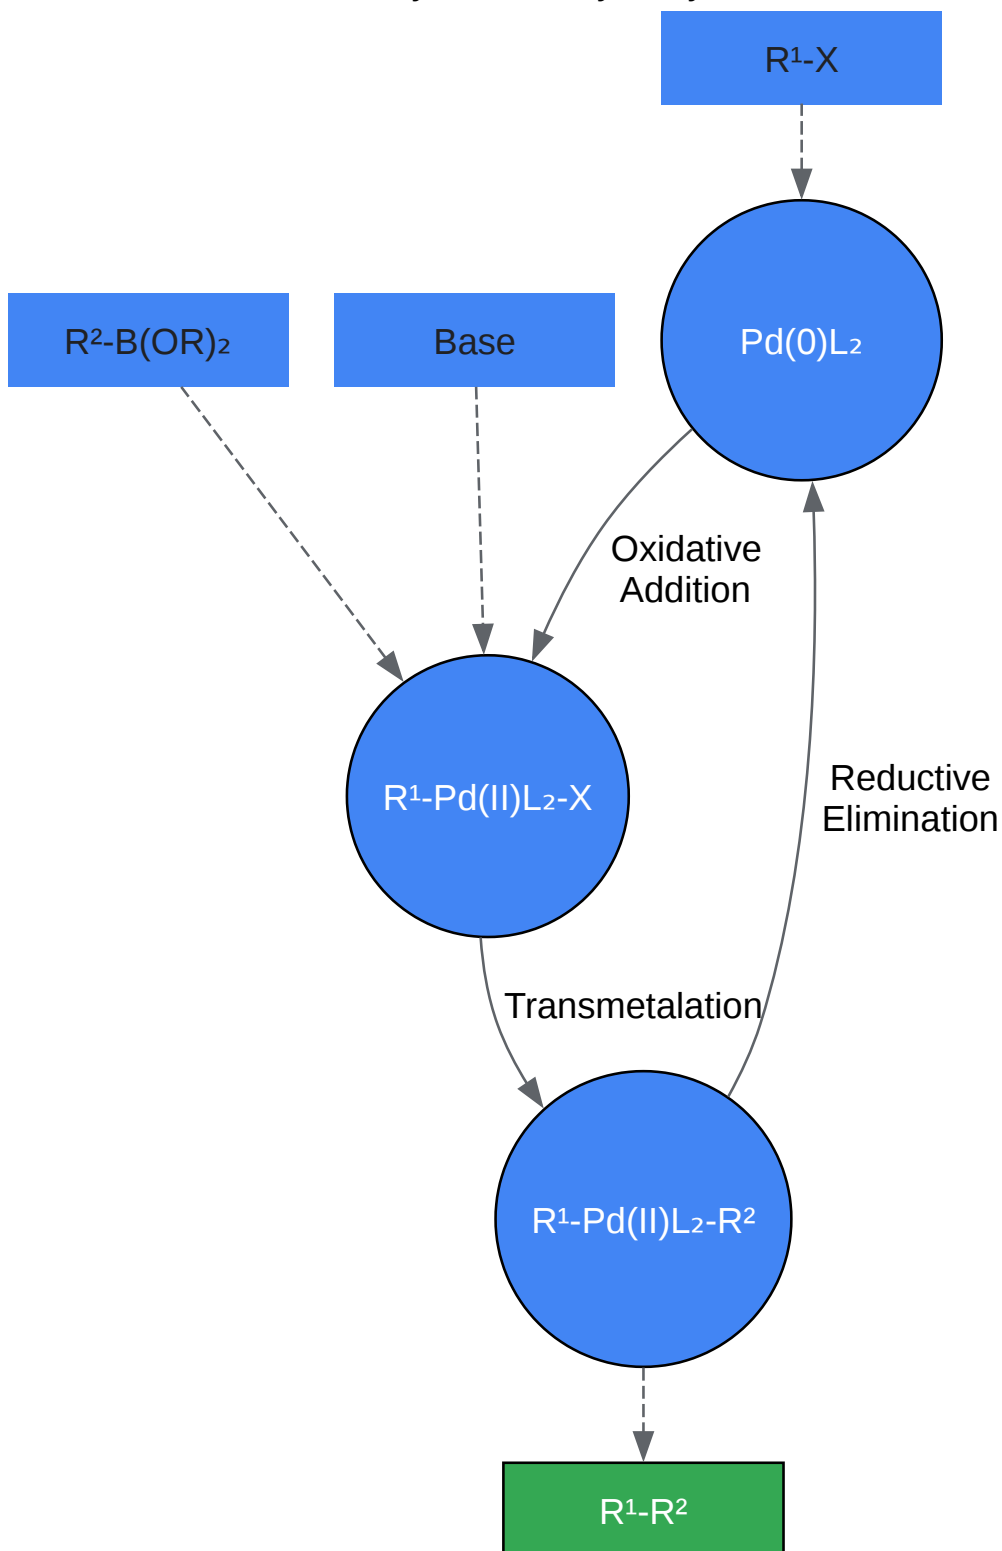 R¹-X
Pd(0)L₂
R²-B(OR)₂
Base
Oxidative
Addition
R¹-Pd(II)L₂-X
Reductive
Elimination
Transmetalation
R¹-Pd(II)L₂-R²
R¹-R²